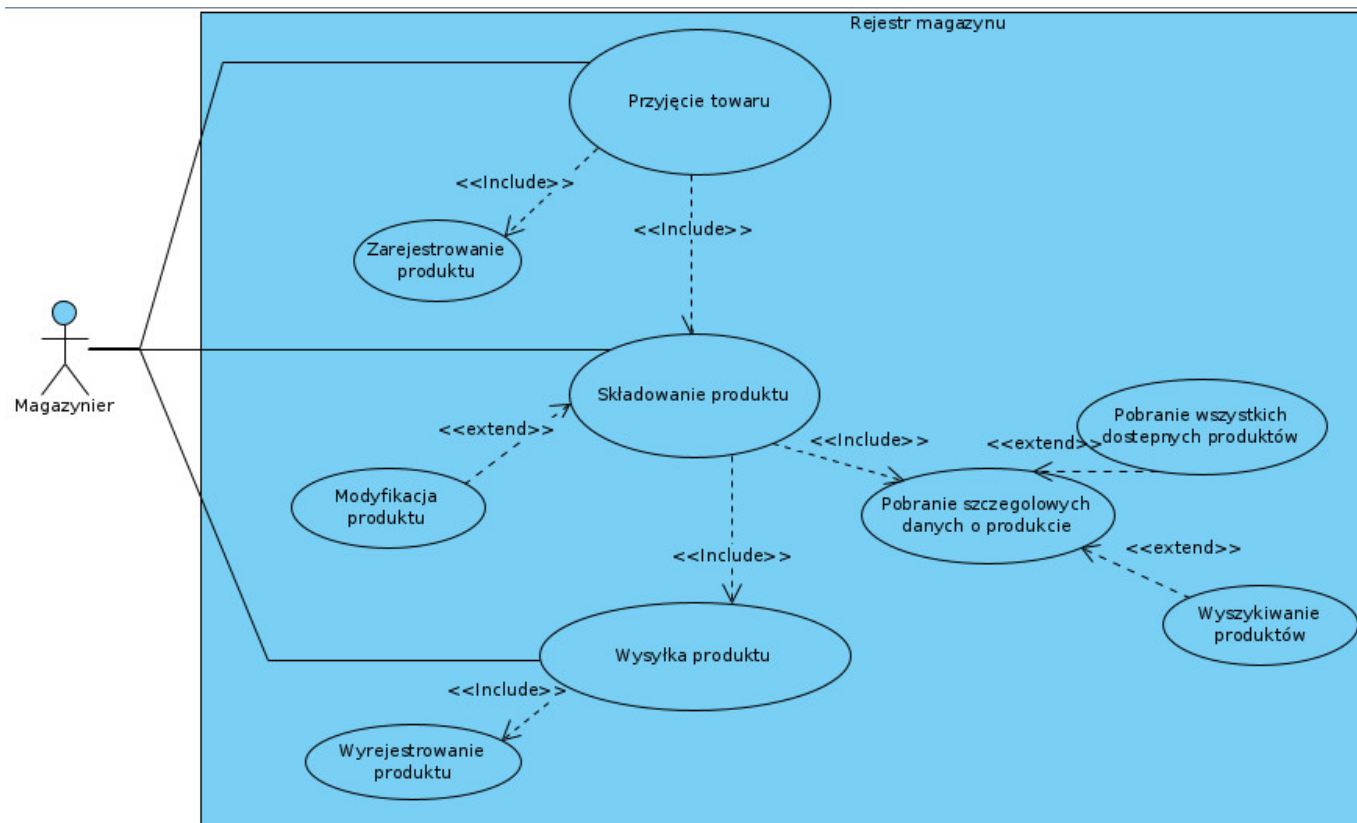 Rejestr magazynu
Przyjęcie towaru
<<Include>>
<<Include>>
Zarejestrowanie
produktu
Magazynier
Składowanie produktu
<<extend>>
<<Include>>
<<extend>>
Pobranie wszystkich
dostepnych produktów
Modyfikacja
produktu
Pobranie szczegolowych
danych o produkcie
<<Include>>
<<extend>>
Wyszykiwanie
produktów
Wysyłka produktu
<<Include>>
Wyrejestrowanie
produktu